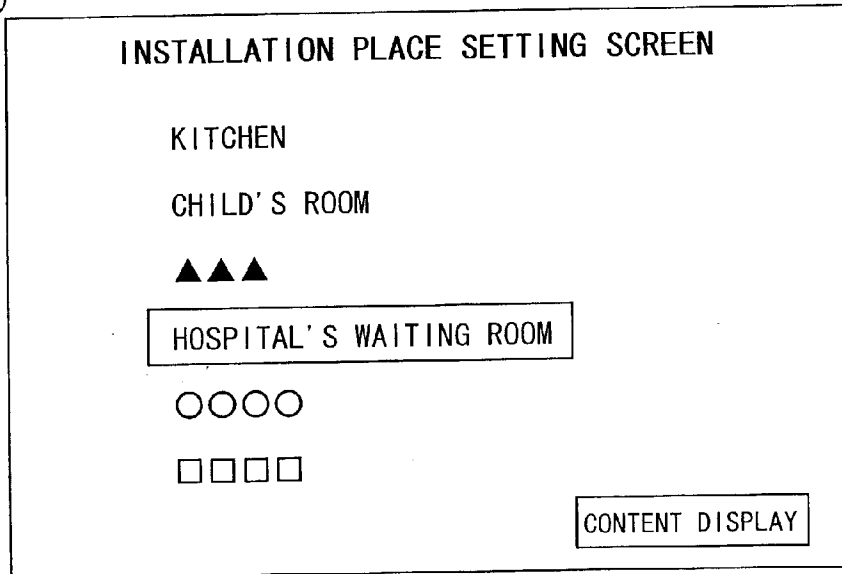 INSTALLATION PLACE SETTING SCREEN
KITCHEN
CHILD'S ROOM
▲▲▲
HOSPITAL'S WAITING ROOM
○○○○
□□□□
CONTENT DISPLAY